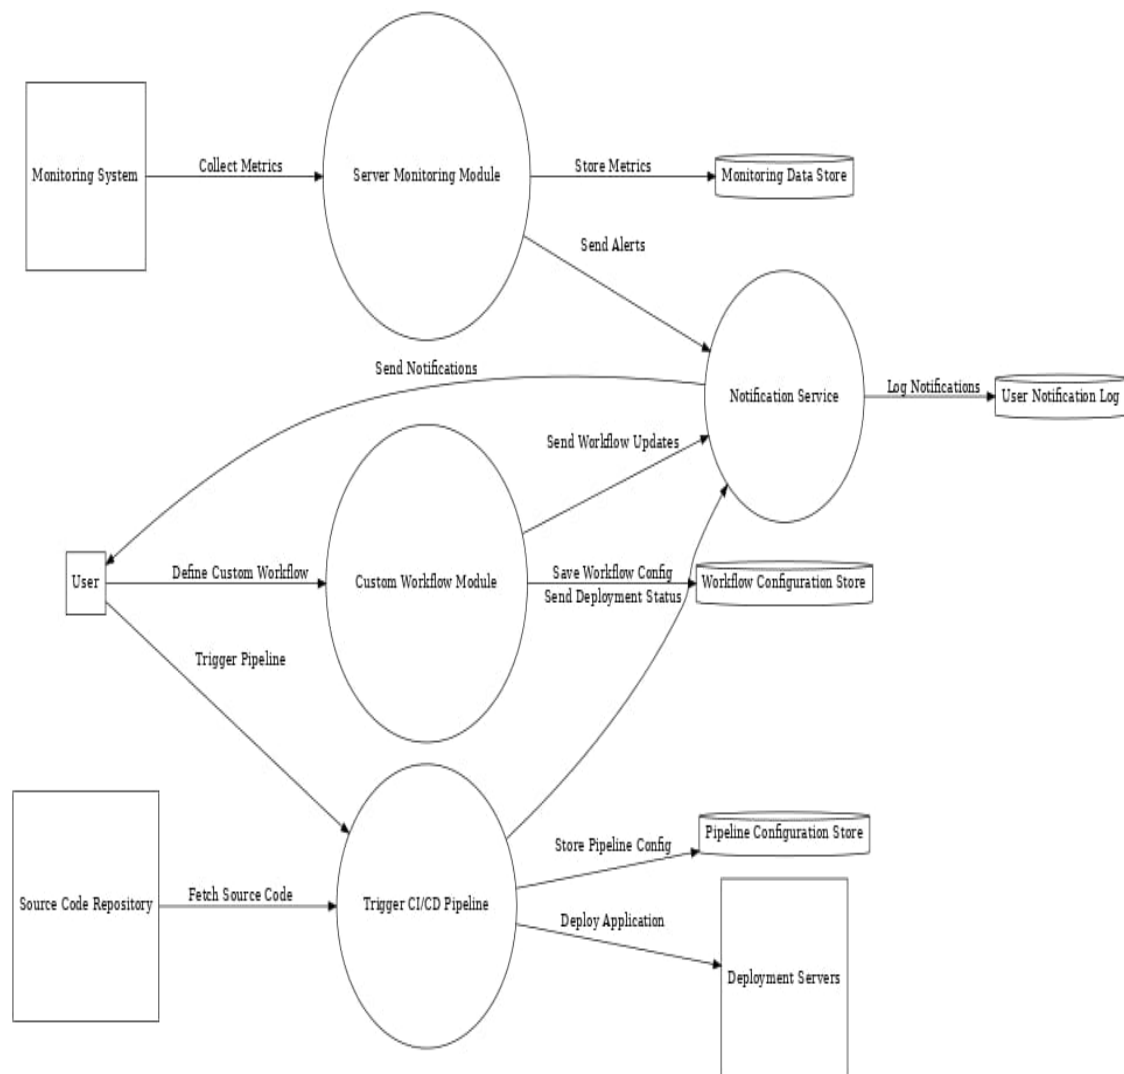 Monitoring System
Collect Metrics
Server Monitoring Module
Store Metrics
Monitoring Data Store
Send Alerts
Send Notifications
Notification Service
Log Notifications
User Notification Log
Send Workflow Updates
User
Define Custom Workflow
Custom Workflow Module
Save Workflow Config
Send Deployment Status
Workflow Configuration Store
Trigger Pipeline
Source Code Repository
Fetch Source Code
Trigger CI/CD Pipeline
Store Pipeline Config
Pipeline Configuration Store
Deploy Application
Deployment Servers